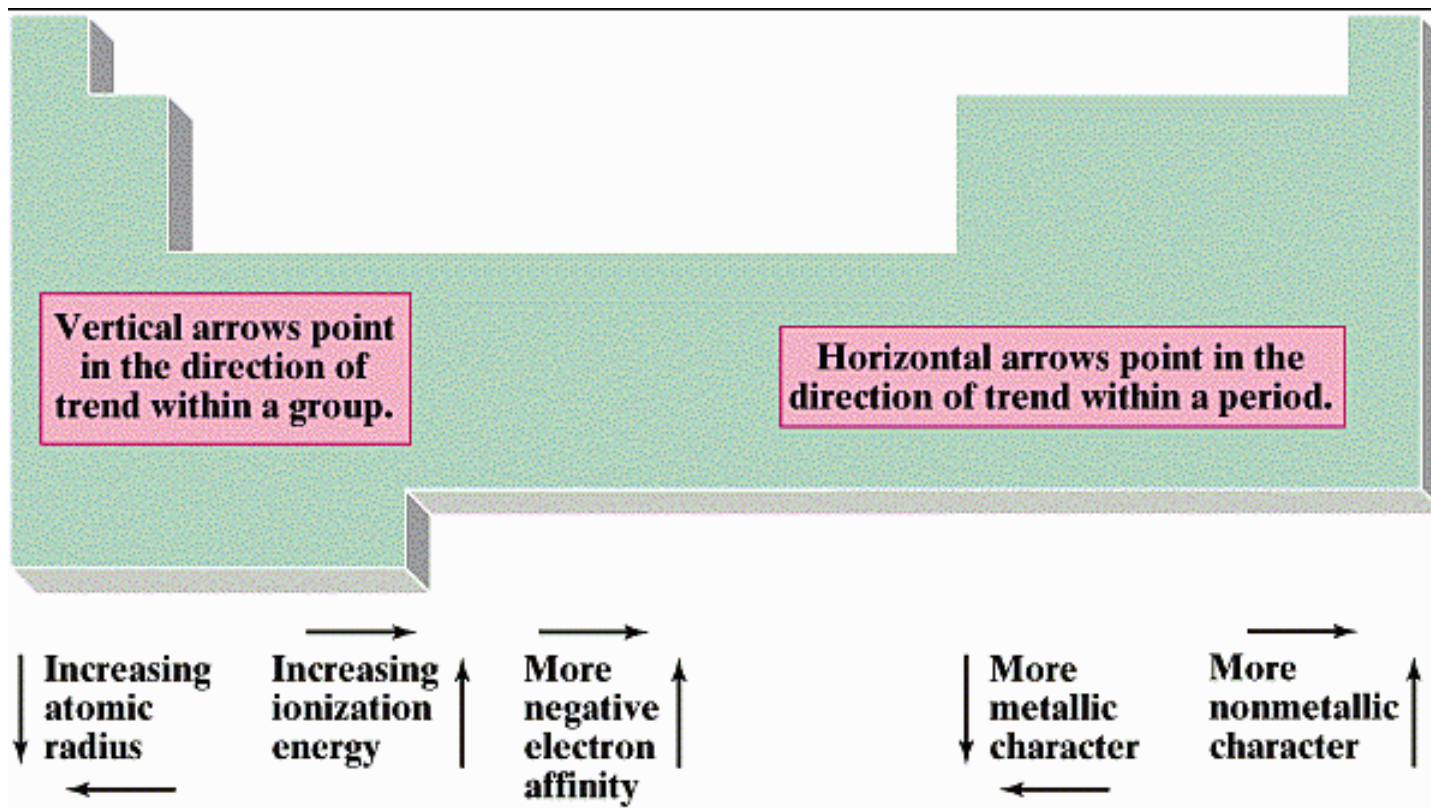 Vertical arrows point
in the direction of
trend within a group.
Horizontal arrows point in the
direction of trend within a period.
Increasing
atomic
radius
Increasing
ionization
energy
More
negative
electron
affinity
More
metallic
character
More
nonmetallic
character